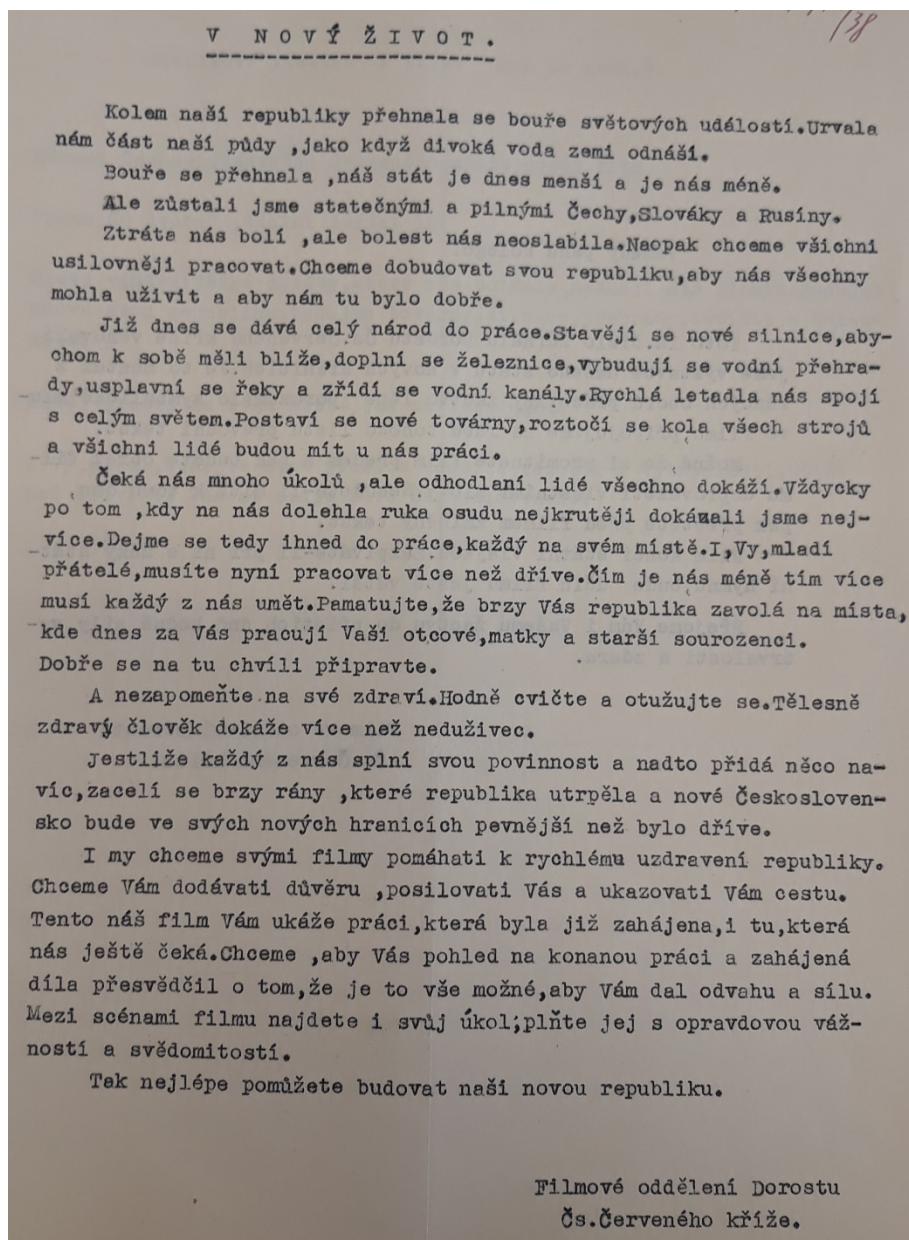 /38
V NOVÝ ŽIVOT.
Kolem naší republiky přehnala se bouře světových událostí.Urvala
nám část naší půdy ,jako když divoká voda zemi odnáší.
Bouře se přehnala ,náš stát je dnes menší a je nás méně.
Ale zůstali jsme statečnými a pilnými Čechy,Slováky a Rusíny.
Ztráta nás bolí ,ale bolest nás neoslabila.Naopak chceme všichni
usilovněji pracovat.Chceme dobudovat svou republiku,aby nás všechny
mohla uživit a aby nám tu bylo dobře.
Již dnes se dává celý národ do práce.Stavějí se nové silnice,aby-
chom k sobě měli blíže,doplní se železnice,vybudují se vodní přehra-
dy,usplavní se řeky a zřídí se vodní kanály.Rychlá letadla nás spojí
s celým světem.Postaví se nové továrny,roztočí se kola všech strojů
a všichni lidé budou mít u nás práci.
Čeká nás mnoho úkolů ,ale odhodlaní lidé všechno dokáží.Vždycky
po tom ,kdy na nás dolehla ruka osudu nejkrutěji dokázali jsme nej-
více.Dejme se tedy ihned do práce,každý na svém místě.I,Vy,mladí
přátelé,musíte nyní pracovat více než dříve.Čím je nás méně tím více
musí každý z nás umět.Pamatujte,že brzy Vás republika zavolá na místa,
kde dnes za Vás pracují Vaši otcové,matky a starší sourozenci.
Dobře se na tu chvíli připravte.
A nezapomeňte na své zdraví.Hodně cvičte a otužujte se.Tělesně
zdravý člověk dokáže více než neduživec.
Jestliže každý z nás splní svou povinnost a nadto přidá něco na-
víc,zacelí se brzy rány ,které republika utrpěla a nové Českosloven-
sko bude ve svých nových hranicích pevnější než bylo dříve.
I my chceme svými filmy pomáhati k rychlému uzdravení republiky.
Chceme Vám dodávati důvěru ,posilovati Vás a ukazovati Vám cestu.
Tento náš film Vám ukáže práci,která byla již zahájena,i tu,která
nás ještě čeká.Chceme ,aby Vás pohled na konanou práci a zahájená
díla přesvědčil o tom,že je to vše možné,aby Vám dal odvahu a sílu.
Mezi scénami filmu najdete i svůj úkol;plňte jej s opravdovou váž-
ností a svědomitostí.
Tak nejlépe pomůžete budovat naši novou republiku.
Filmové oddělení Dorostu
Čs.Červeného kříže.